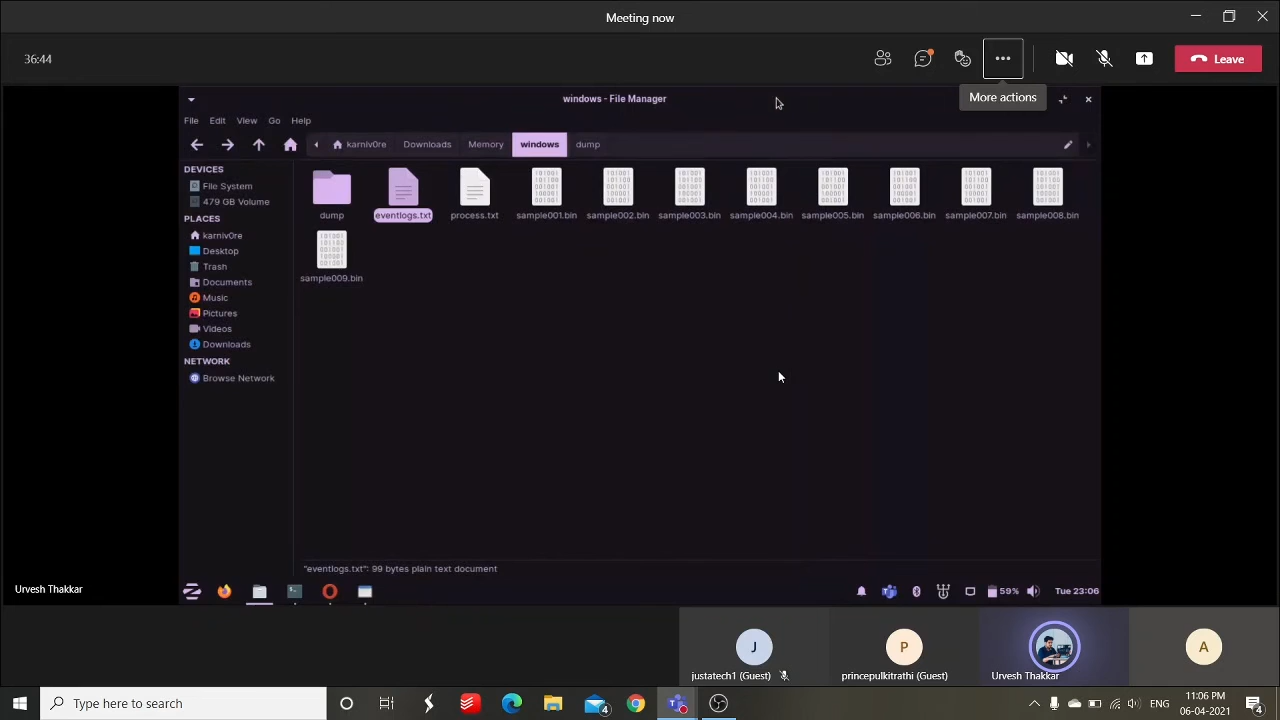 Meeting now
36:44
Leave
More actions
windows - File Manager
File Edit View Go Help
karniv0re Downloads Memory windows dump
DEVICES
File System
479 GB Volume
PLACES
karniv0re
Desktop
Trash
Documents
Music
Pictures
Videos
Downloads
NETWORK
Browse Network
dump eventlogs.txt process.txt sample001.bin sample002.bin sample003.bin sample004.bin sample005.bin sample006.bin sample007.bin sample008.bin
sample009.bin
"eventlogs.txt": 99 bytes plain text document
59% Tue 23:06
Urvesh Thakkar
J P A
justatech1 (Guest) princepulkitrathi (Guest) Urvesh Thakkar
Type here to search
4
ENG
11:06 PM
06-04-2021
4